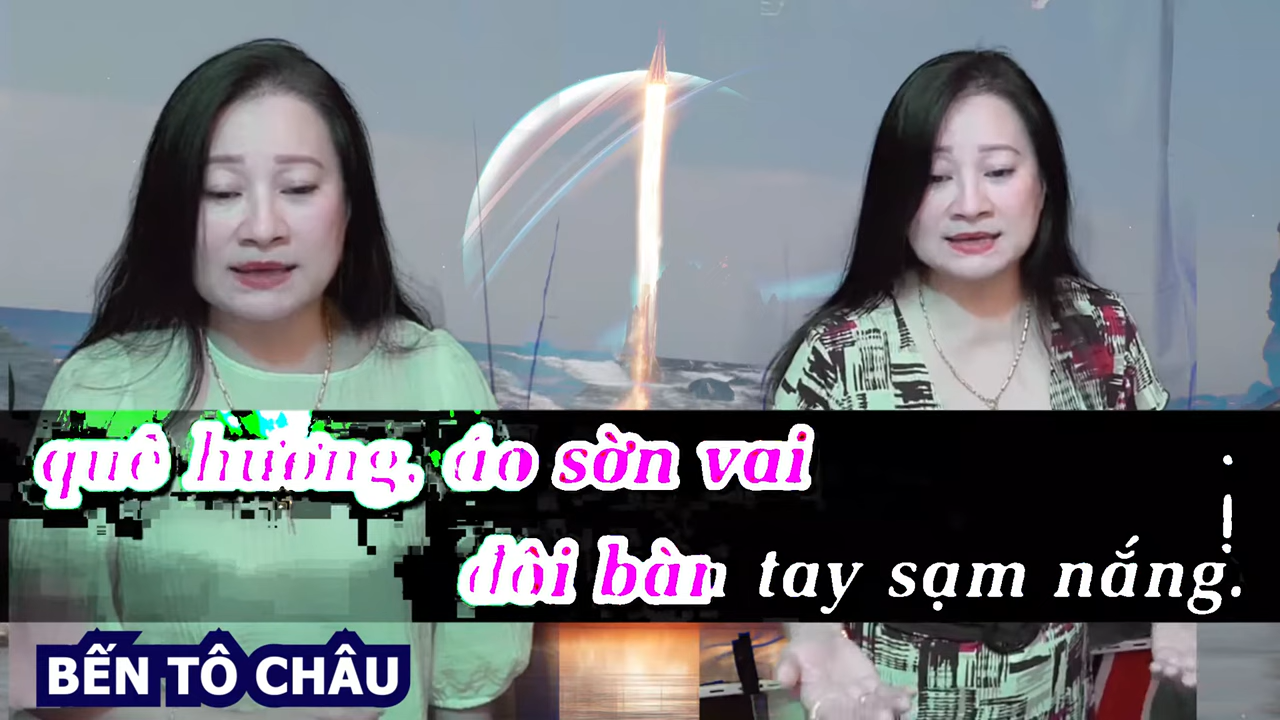 quê hương, áo sờn vai
đôi bàn tay sạm nắng.
BẾN TÔ CHÂU